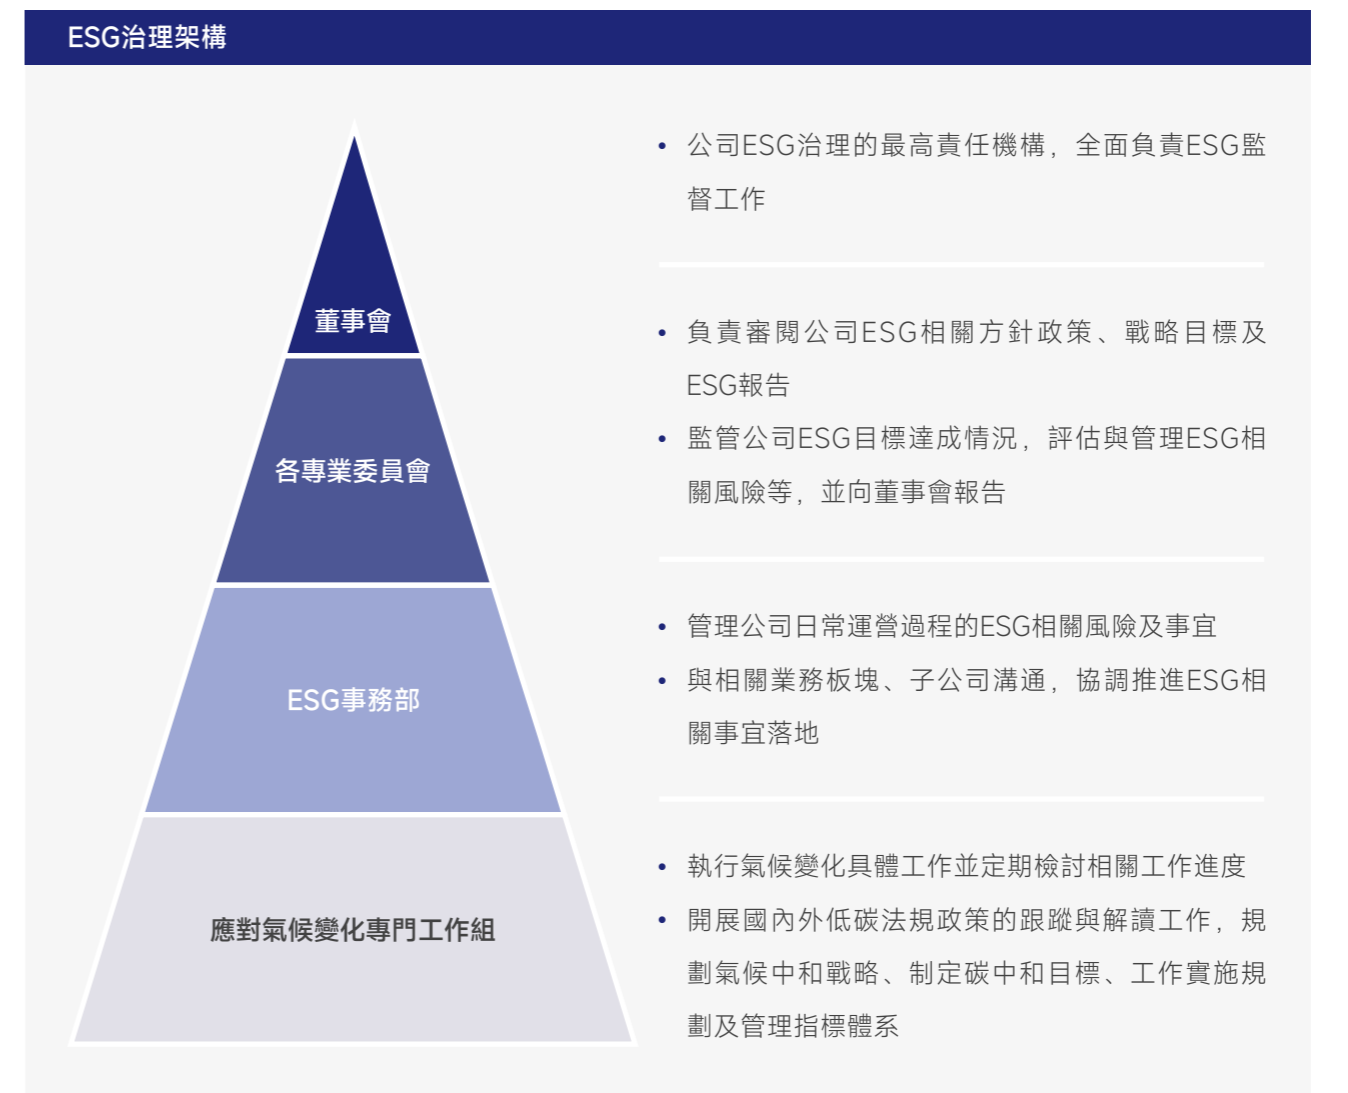 ESG治理架構
董事會
• 公司ESG治理的最高責任機構，全面負責ESG監
督工作
各專業委員會
• 負責審閱公司ESG相關方針政策、戰略目標及
ESG報告
• 監管公司ESG目標達成情況，評估與管理ESG相
關風險等，並向董事會報告
ESG事務部
• 管理公司日常運營過程的ESG相關風險及事宜
• 與相關業務板塊、子公司溝通，協調推進ESG相
關事宜落地
應對氣候變化專門工作組
• 執行氣候變化具體工作並定期檢討相關工作進度
• 開展國內外低碳法規政策的跟蹤與解讀工作，規
劃氣候中和戰略、制定碳中和目標、工作實施規
劃及管理指標體系